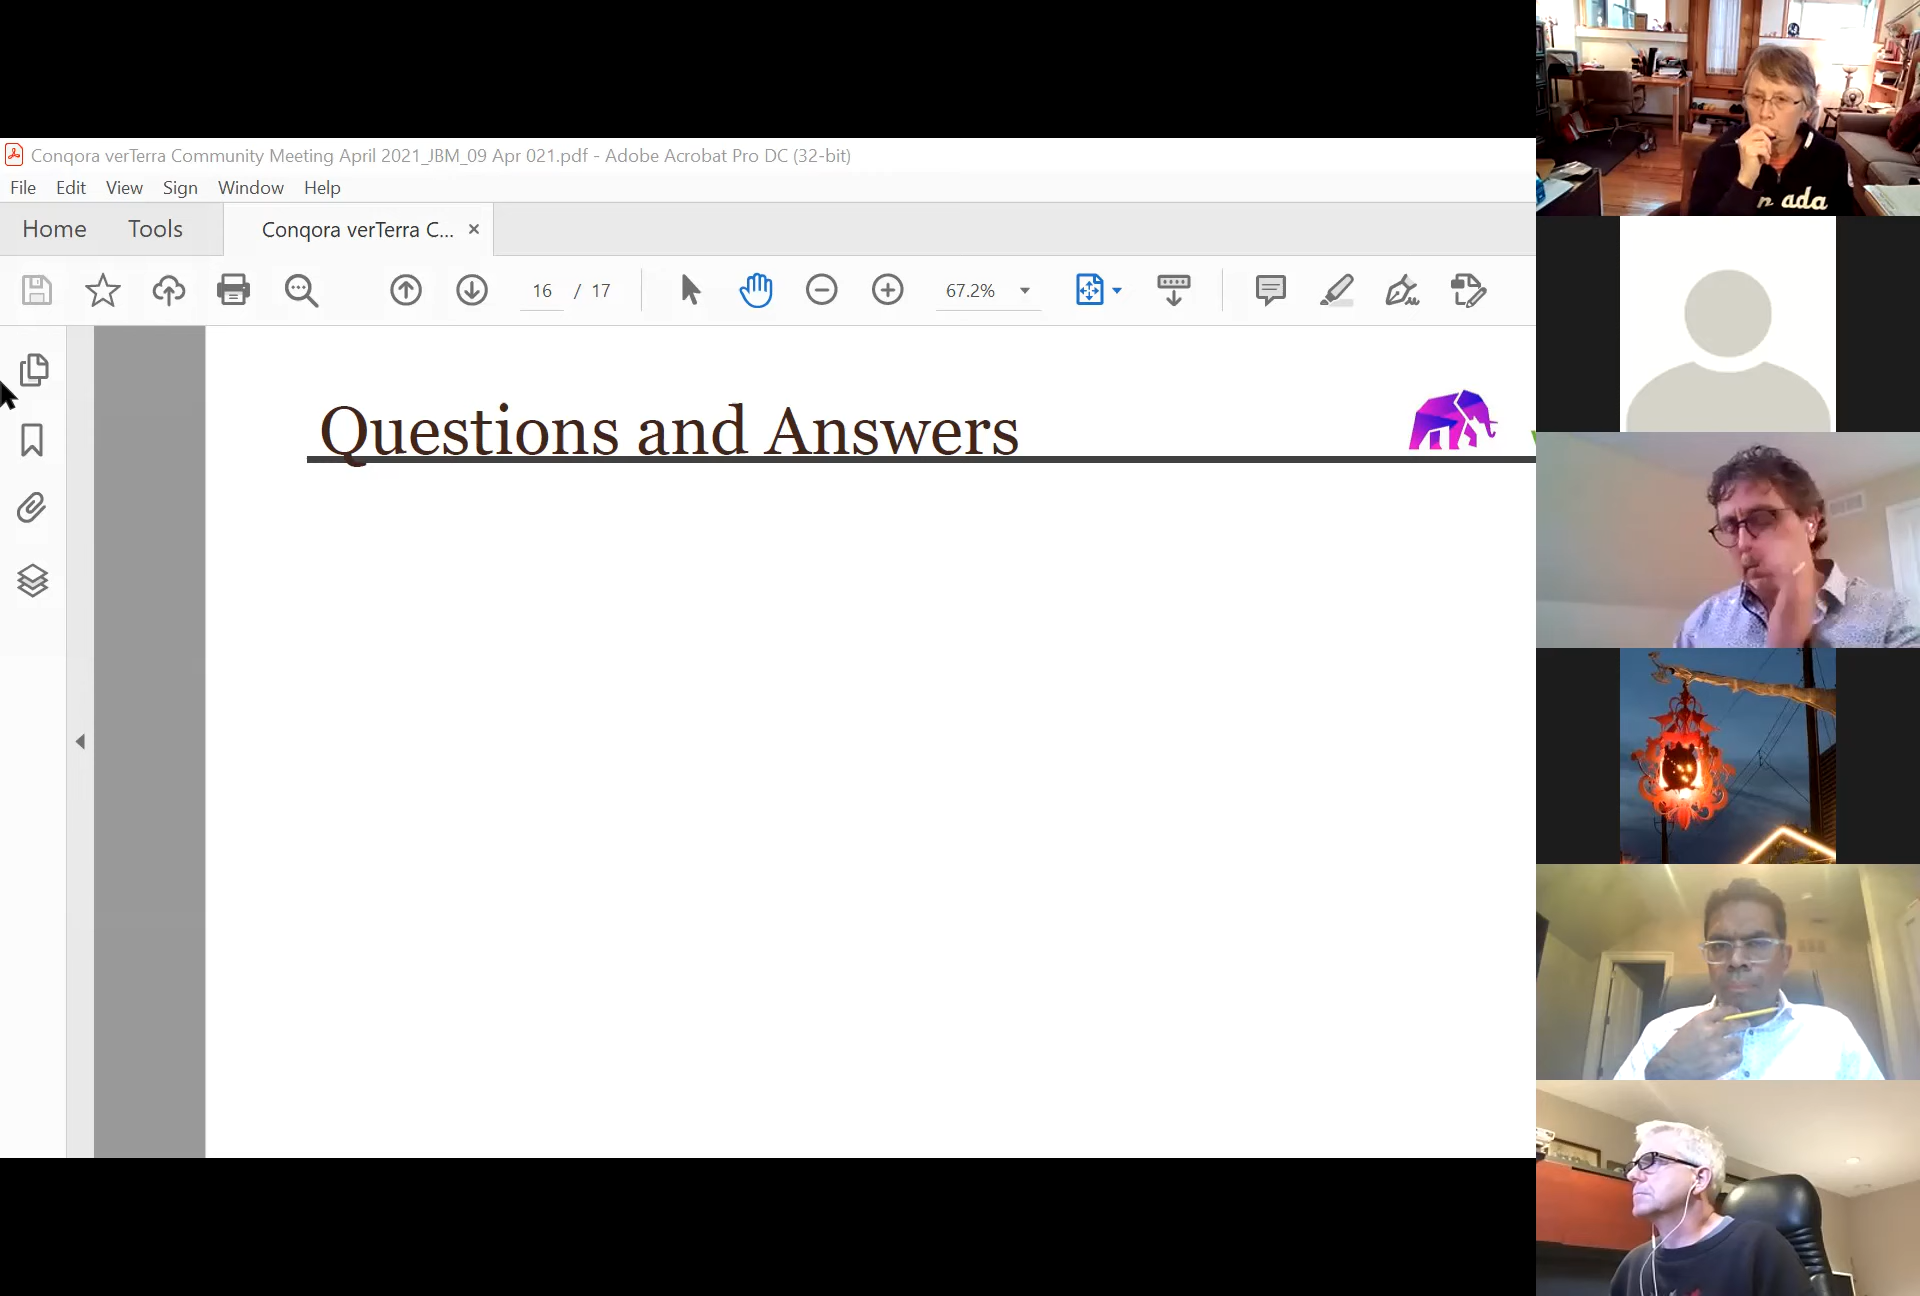 Conqora verTerra Community Meeting April 2021_JBM_09 Apr 021.pdf - Adobe Acrobat Pro DC (32-bit)
File Edit View Sign Window Help
Home Tools Conqora verTerra C... ×
16 / 17 67.2%
Questions and Answers
ada